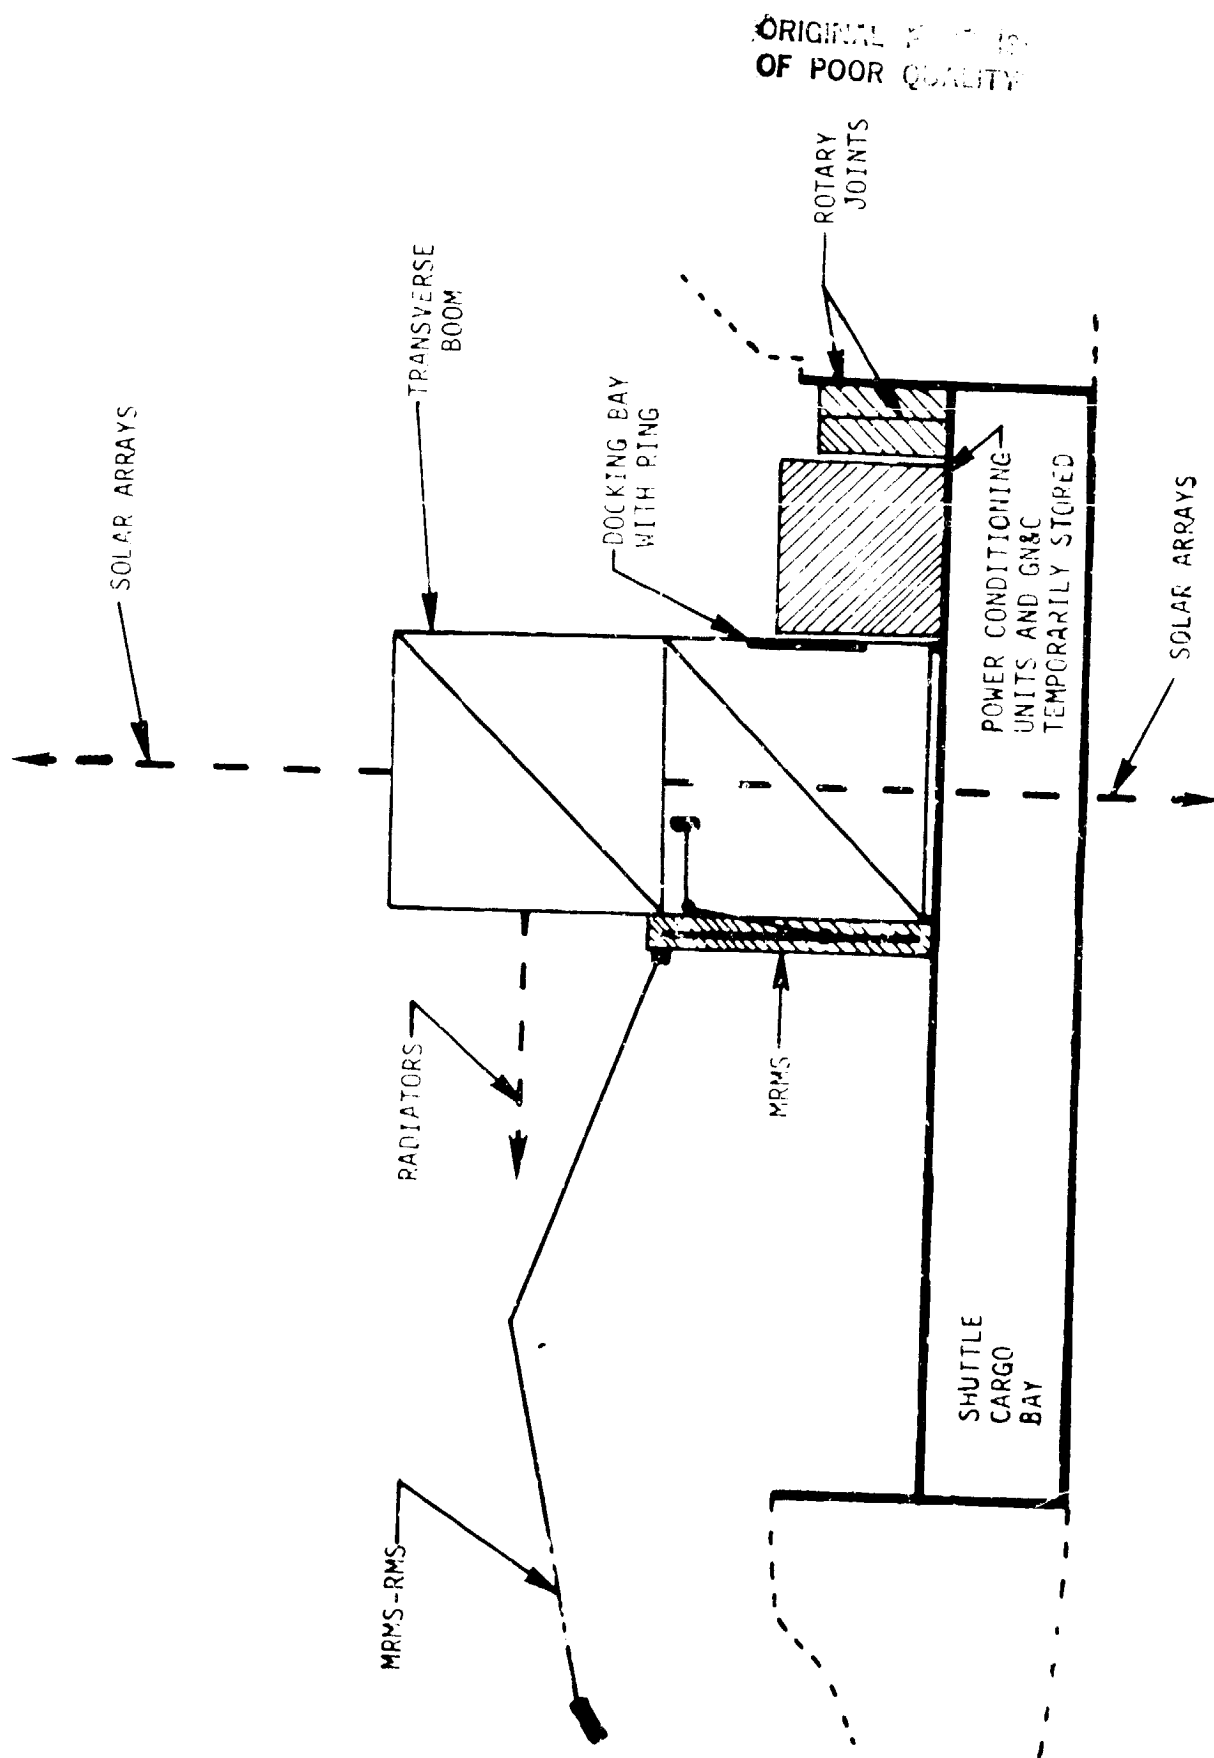 ORIGINAL
OF POOR QUALITY
ROTARY
JOINTS
TRANSVERSE
BOOM
SOLAR ARRAYS
DOCKING BAY
WITH RING
POWER CONDITIONING
UNITS AND GN&C
TEMPORARILY STORED
SOLAR ARRAYS
RADIATORS
MRMS
MRMS-RMS
SHUTTLE
CARGO
BAY